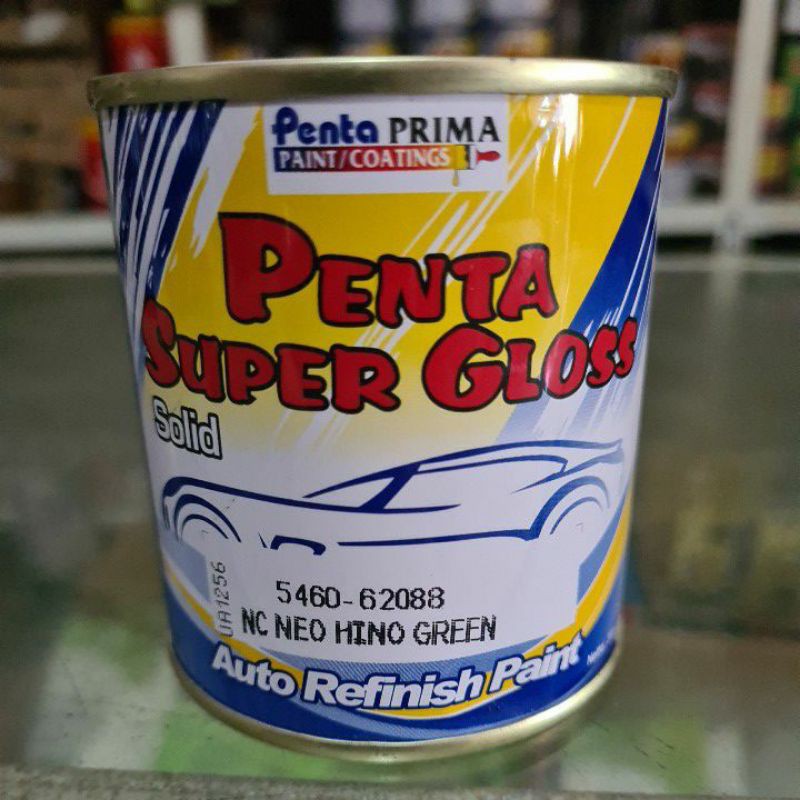 Penta PRIMA
PAINT/COATINGS
PENTA
SUPER GLOSS
Solid
UA1256
5460-62088
NC NEO HINO GREEN
Auto Refinish Paint